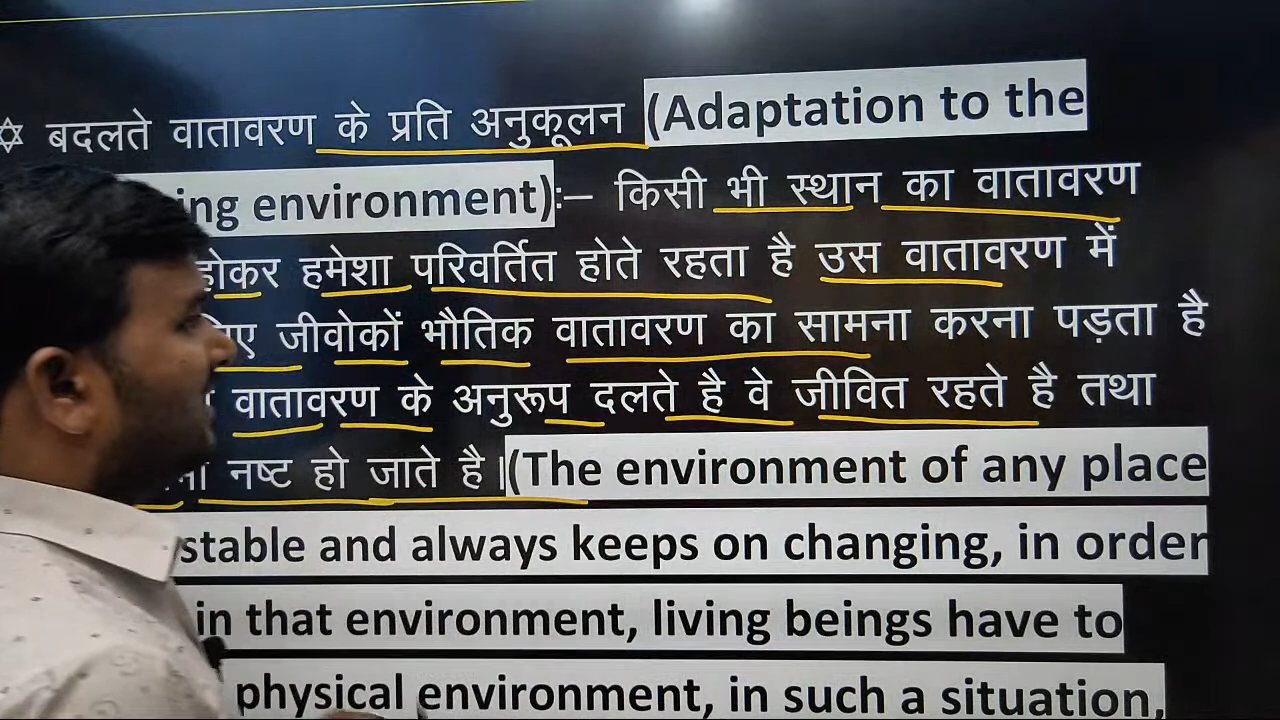 ✡ बदलते वातावरण के प्रति अनुकूलन (Adaptation to the
ing environment):– किसी भी स्थान का वातावरण
होकर हमेशा परिवर्तित होते रहता है उस वातावरण में
जीवोकों भौतिक वातावरण का सामना करना पड़ता है
वातावरण के अनुरूप दलते है वे जीवित रहते है तथा
नष्ट हो जाते है।(The environment of any place
stable and always keeps on changing, in order
in that environment, living beings have to
physical environment, in such a situation,